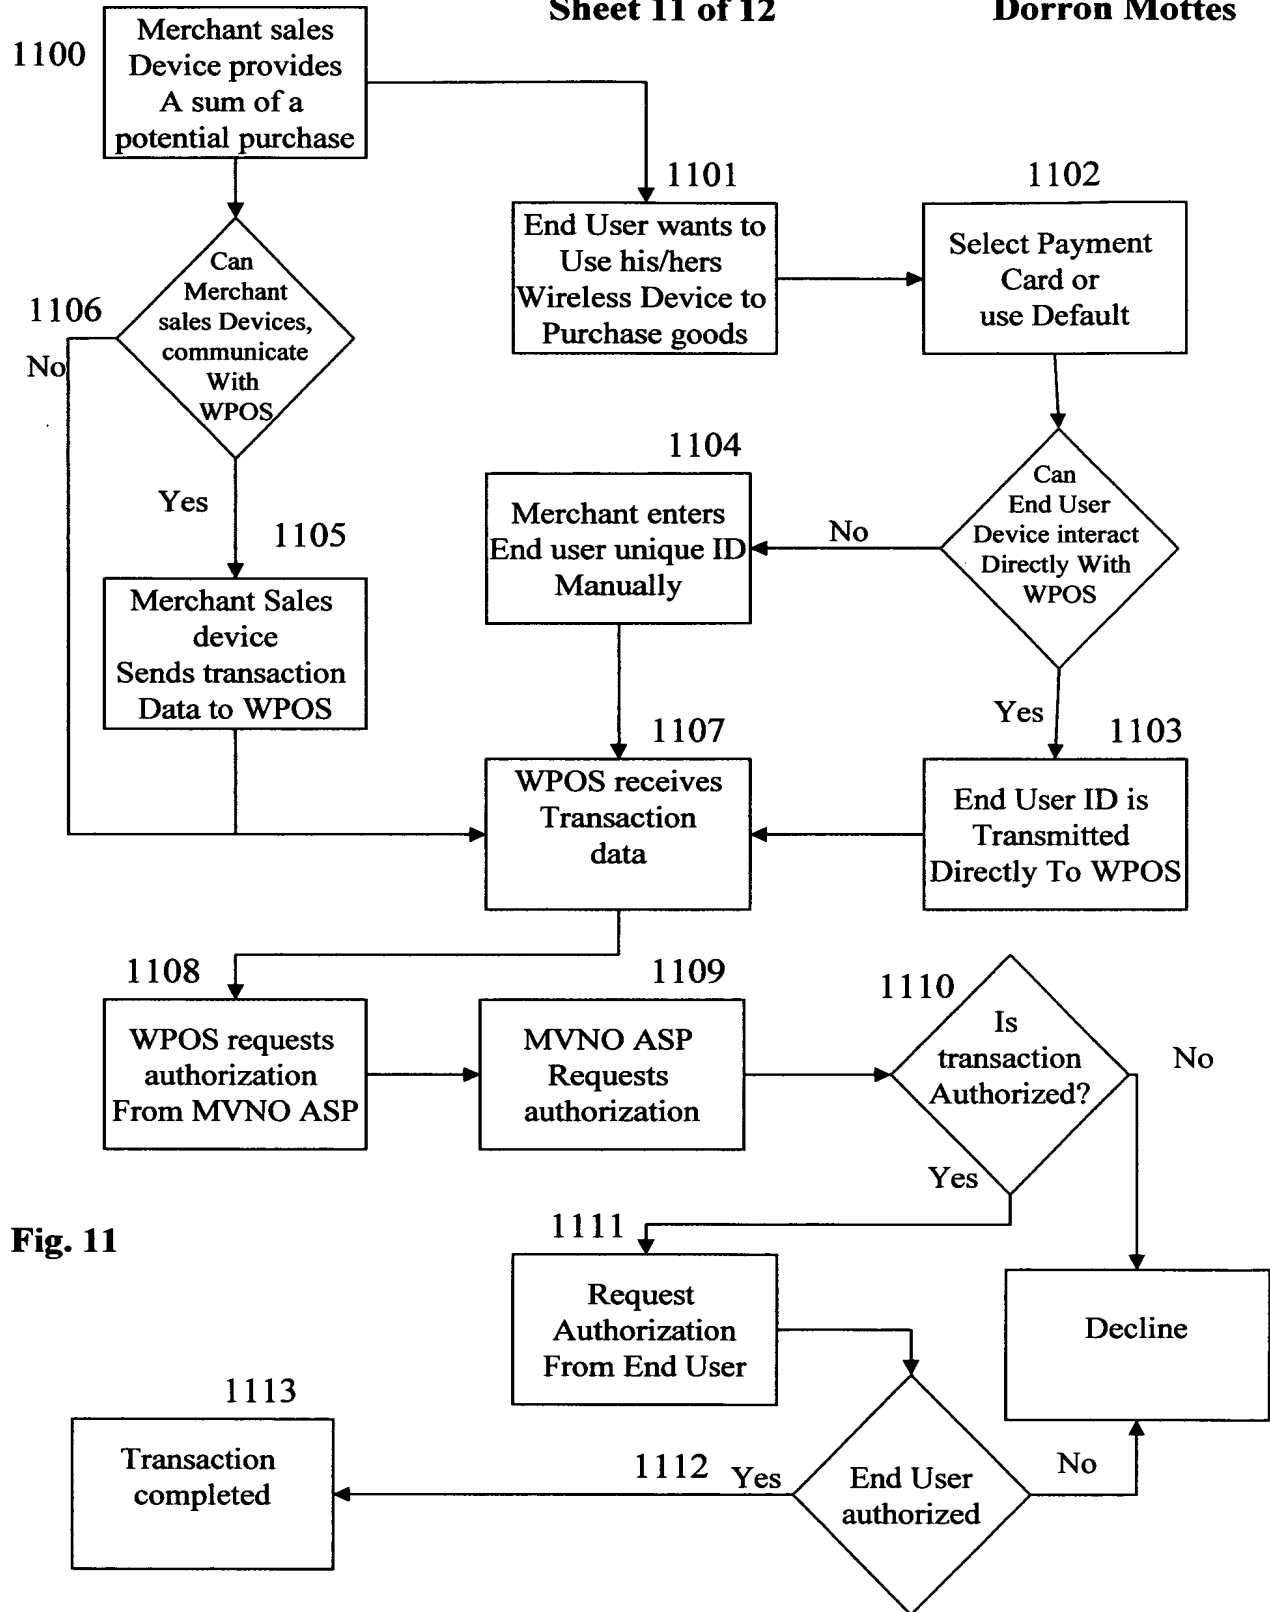 Sheet 11 of 12
Dorron Mottes
1100
Merchant sales
Device provides
A sum of a
potential purchase
1101
End User wants to
Use his/hers
Wireless Device to
Purchase goods
1102
Select Payment
Card or
use Default
1106
Can
Merchant
sales Devices,
communicate
With
WPOS
No
Yes
1104
Merchant enters
End user unique ID
Manually
No
Can
End User
Device interact
Directly With
WPOS
Yes
1105
Merchant Sales
device
Sends transaction
Data to WPOS
1107
WPOS receives
Transaction
data
1103
End User ID is
Transmitted
Directly To WPOS
1108
WPOS requests
authorization
From MVNO ASP
1109
MVNO ASP
Requests
authorization
1110
Is
transaction
Authorized?
No
Yes
Fig. 11
1111
Request
Authorization
From End User
Decline
1113
Transaction
completed
1112
Yes
End User
authorized
No